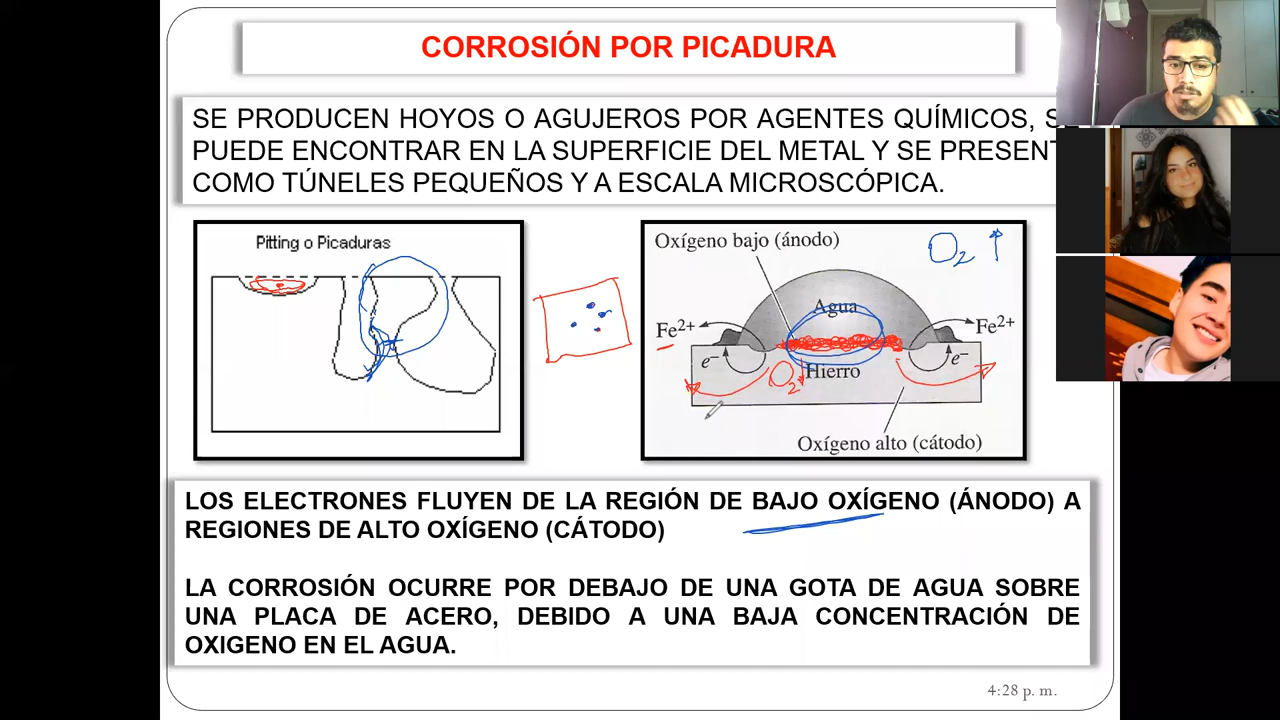 CORROSIÓN POR PICADURA
SE PRODUCEN HOYOS O AGUJEROS POR AGENTES QUÍMICOS, SE
PUEDE ENCONTRAR EN LA SUPERFICIE DEL METAL Y SE PRESENT
COMO TÚNELES PEQUEÑOS Y A ESCALA MICROSCÓPICA.
Pitting o Picaduras
Oxígeno bajo (ánodo)
O2
Agua
Fe2+
Fe2+
e−
e−
O2
Hierro
Oxígeno alto (cátodo)
LOS ELECTRONES FLUYEN DE LA REGIÓN DE BAJO OXÍGENO (ÁNODO) A
REGIONES DE ALTO OXÍGENO (CÁTODO)
LA CORROSIÓN OCURRE POR DEBAJO DE UNA GOTA DE AGUA SOBRE
UNA PLACA DE ACERO, DEBIDO A UNA BAJA CONCENTRACIÓN DE
OXIGENO EN EL AGUA.
4:28 p. m.